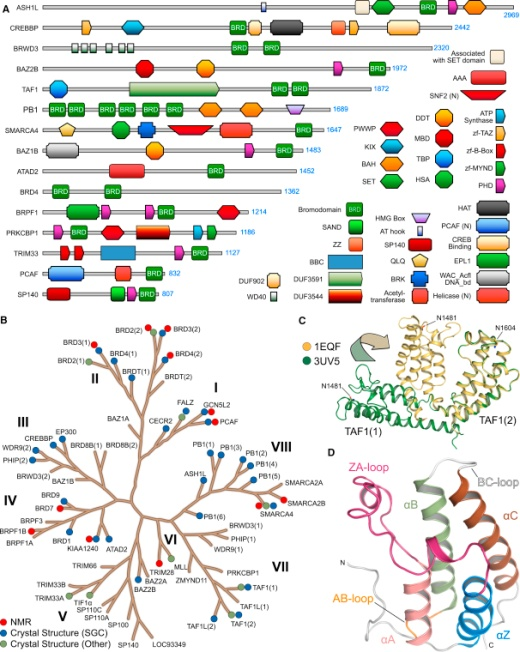 A
ASH1L
BRD
2969
CREBBP
BRD
2442
BRWD3
BRD
BRD
2320
BAZ2B
BRD
1972
TAF1
BRD
BRD
1872
PB1
BRD
BRD
BRD
BRD
BRD
BRD
1689
SMARCA4
BRD
1647
BAZ1B
BRD
1483
ATAD2
BRD
1452
BRD4
BRD
BRD
1362
BRPF1
BRD
1214
PRKCBP1
BRD
1186
TRIM33
BRD
1127
PCAF
BRD
832
SP140
BRD
807
Associated
with SET domain
AAA
SNF2 (N)
PWWP
KIX
BAH
SET
DDT
MBD
TBP
HSA
ATP
Synthase
zf-TAZ
zf-B-Box
zf-MYND
PHD
Bromodomain
BRD
SAND
ZZ
BBC
DUF902
WD40
DUF3591
DUF3544
HMG Box
AT hook
SP140
QLQ
BRK
Acetyl-
transferase
HAT
PCAF (N)
CREB
Binding
EPL1
WAC_Acf1
DNA_bd
Helicase (N)
B
BRD2(2)
BRD3(2)
BRD3(1)
BRD2(1)
BRD4(1)
BRDT(1)
BRD4(2)
BRDT(2)
II
I
FALZ
GCN5L2
PCAF
CECR2
BAZ1A
III
EP300
CREBBP
WDR9(2)
PHIP(2)
BRWD3(2)
BAZ1B
BRD8B(1)
BRD8B(2)
VIII
PB1(1)
PB1(3)
PB1(2)
PB1(4)
PB1(5)
ASH1L
SMARCA2A
SMARCA2B
SMARCA4
PB1(6)
IV
BRD9
BRD7
BRPF3
BRPF1B
BRPF1A
BRD1
KIAA1240
ATAD2
VI
BRWD3(1)
PHIP(1)
WDR9(1)
VII
TRIM28
MLL
ZMYND11
PRKCBP1
TAF1(1)
TAF1L(1)
TAF1(2)
TAF1L(2)
TRIM66
TRIM33B
TRIM33A
TIF1α
SP110C
SP110A
SP100
SP140
LOC93349
BAZ2A
BAZ2B
V
NMR
Crystal Structure (SGC)
Crystal Structure (Other)
C
1EQF
3UV5
N1481
N1604
N1481
TAF1(1)
TAF1(2)
D
ZA-loop
αB
BC-loop
αC
N
AB-loop
αA
αZ
C